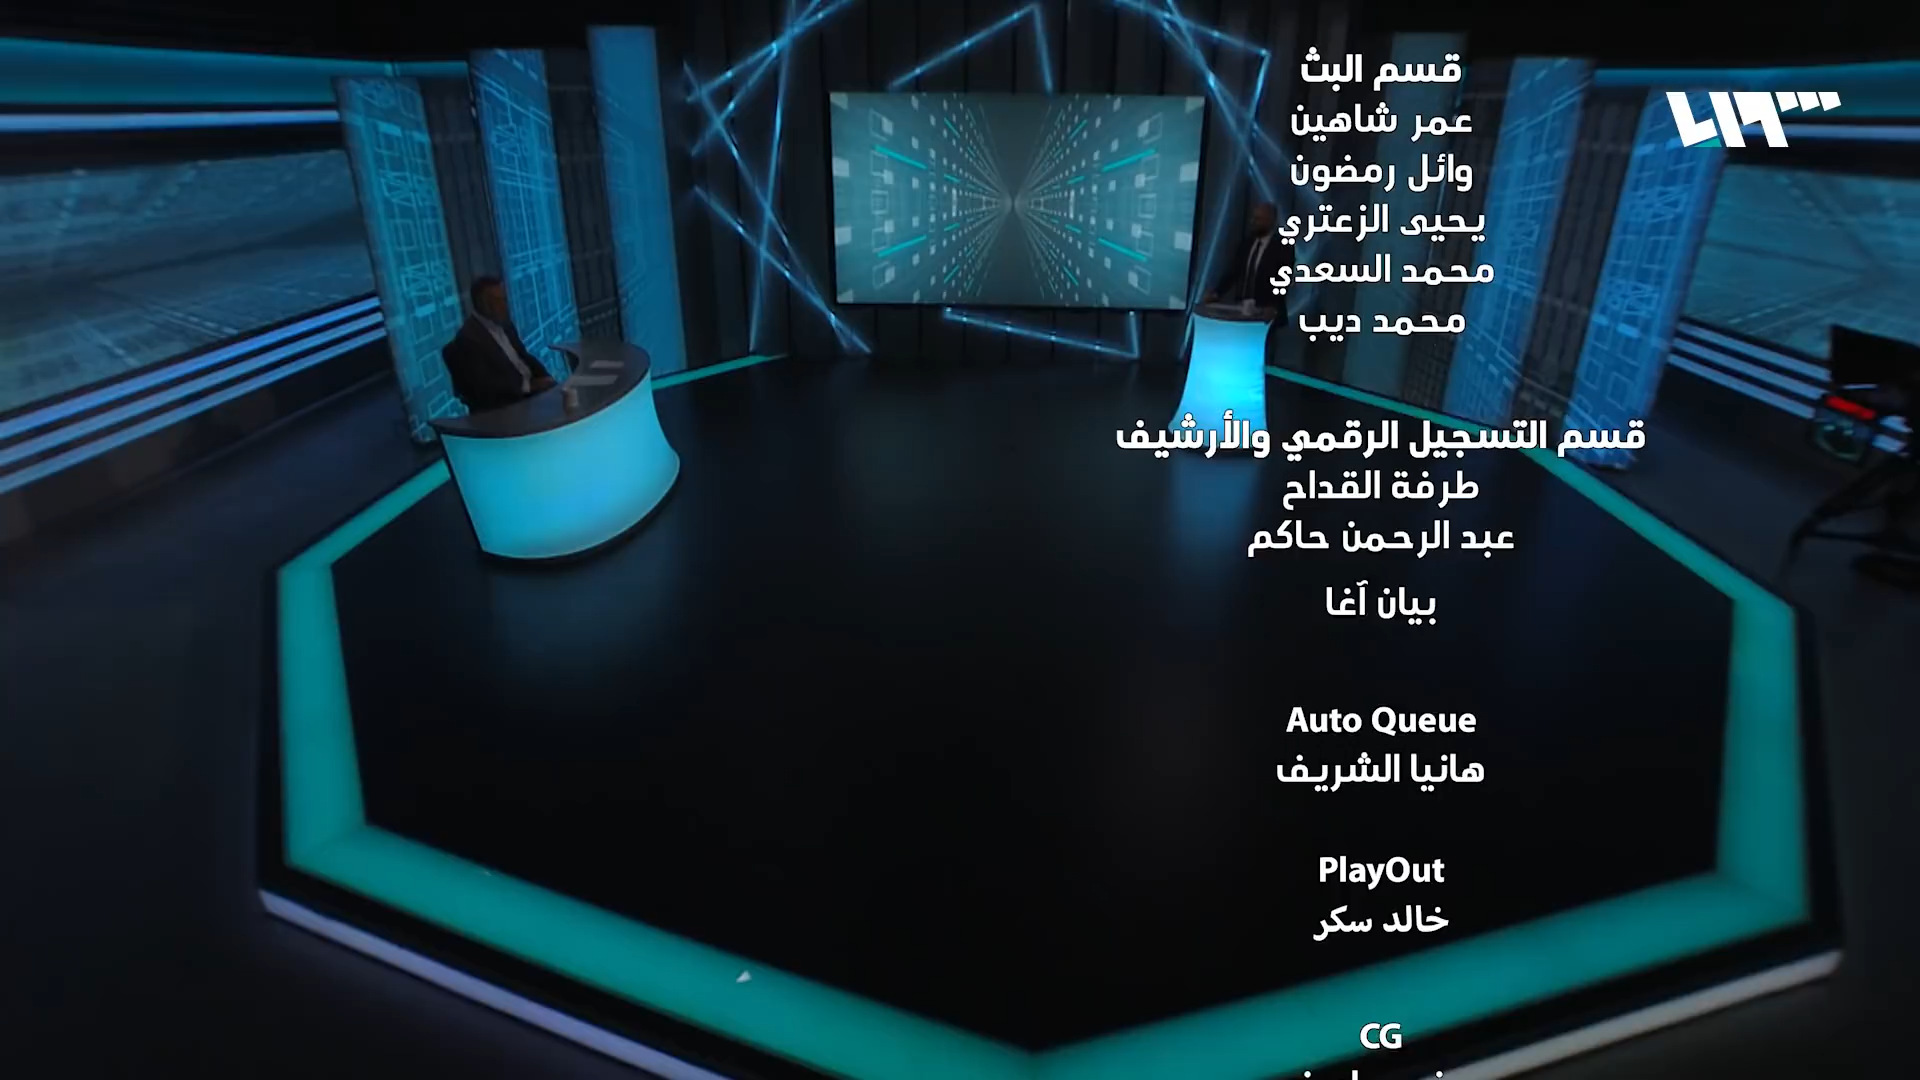 قسم البث
عمر شاهين
وائل رمضون
يحيى الزعتري
محمد السعدي
محمد ديب
قسم التسجيل الرقمي والأرشيف
طرفة القداح
عبد الرحمن حاكم
بيان آغا
Auto Queue
هانيا الشريف
PlayOut
خالد سكر
CG